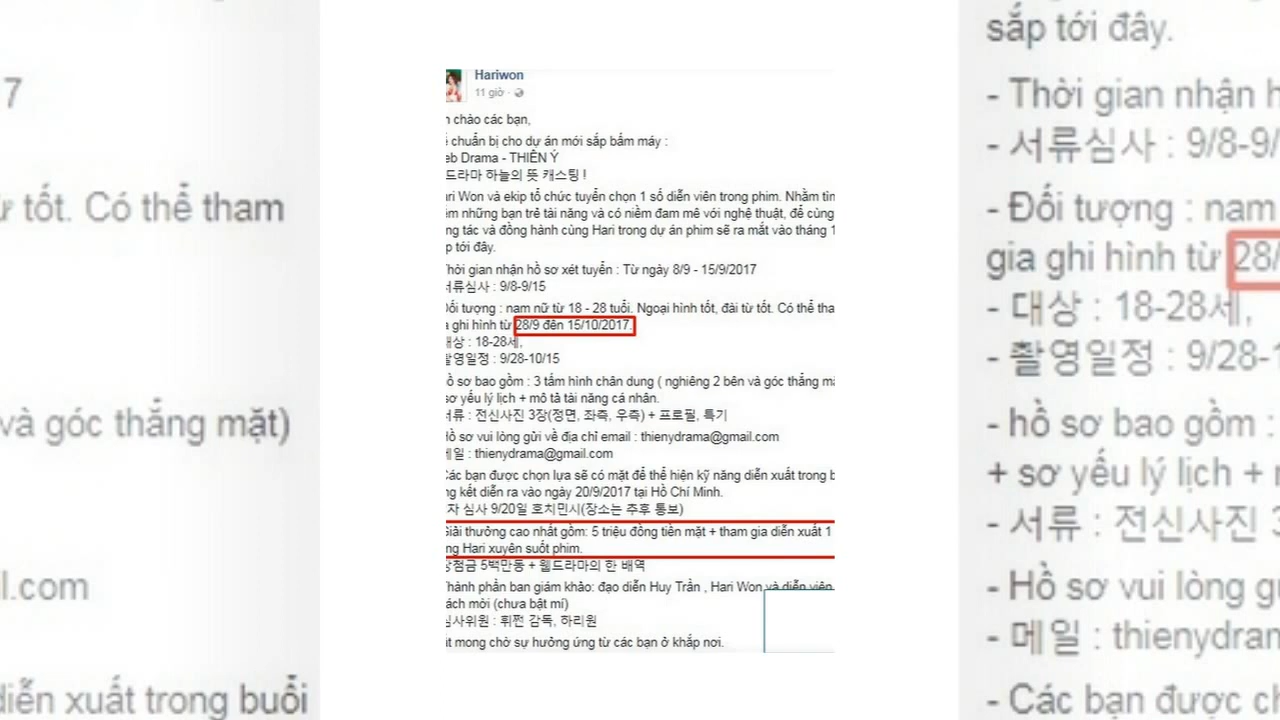 7
ừ tốt. Có thể tham
và góc thẳng mặt)
l.com
diễn xuất trong buổi
Hariwon
11 giờ ·
chào các bạn,
chuẩn bị cho dự án mới sắp bấm máy :
eb Drama - THIÊN Ý
드라마 하늘의 뜻 캐스팅 !
ari Won và ekip tổ chức tuyển chọn 1 số diễn viên trong phim. Nhằm tìm
ếm những bạn trẻ tài năng và có niềm đam mê với nghệ thuật, để cùng
ng tác và đồng hành cùng Hari trong dự án phim sẽ ra mắt vào tháng 1
p tới đây.
hời gian nhận hồ sơ xét tuyển : Từ ngày 8/9 - 15/9/2017
서류심사 : 9/8-9/15
Đối tượng : nam nữ từ 18 - 28 tuổi. Ngoại hình tốt, đài từ tốt. Có thể tha
a ghi hình từ 28/9 đến 15/10/2017.
대상 : 18-28세,
촬영일정 : 9/28-10/15
hồ sơ bao gồm : 3 tấm hình chân dung ( nghiêng 2 bên và góc thẳng mặ
sơ yếu lý lịch + mô tả tài năng cá nhân.
서류 : 전신사진 3장(정면, 좌측, 우측) + 프로필, 특기
Hồ sơ vui lòng gửi về địa chỉ email : thienydrama@gmail.com
메일 : thienydrama@gmail.com
Các bạn được chọn lựa sẽ có mặt để thể hiện kỹ năng diễn xuất trong b
ng kết diễn ra vào ngày 20/9/2017 tại Hồ Chí Minh.
자 심사 9/20일 호치민시(장소는 추후 통보)
Giải thưởng cao nhất gồm: 5 triệu đồng tiền mặt + tham gia diễn xuất 1
ng Hari xuyên suốt phim.
상첨금 5백만동 + 웹드라마의 한 배역
Thành phần ban giám khảo: đạo diễn Huy Trần , Hari Won và diễn viên
ách mời (chưa bật mí)
심사위원 : 휘쩐 감독, 하리원
ất mong chờ sự hưởng ứng từ các bạn ở khắp nơi.
sắp tới đây.
- Thời gian nhận h
- 서류심사 : 9/8-9/
- Đối tượng : nam
gia ghi hình từ 28/
- 대상 : 18-28세,
- 촬영일정 : 9/28-1
- hồ sơ bao gồm :
+ sơ yếu lý lịch + m
- 서류 : 전신사진 3
- Hồ sơ vui lòng gử
- 메일 : thienydram
- Các bạn được ch